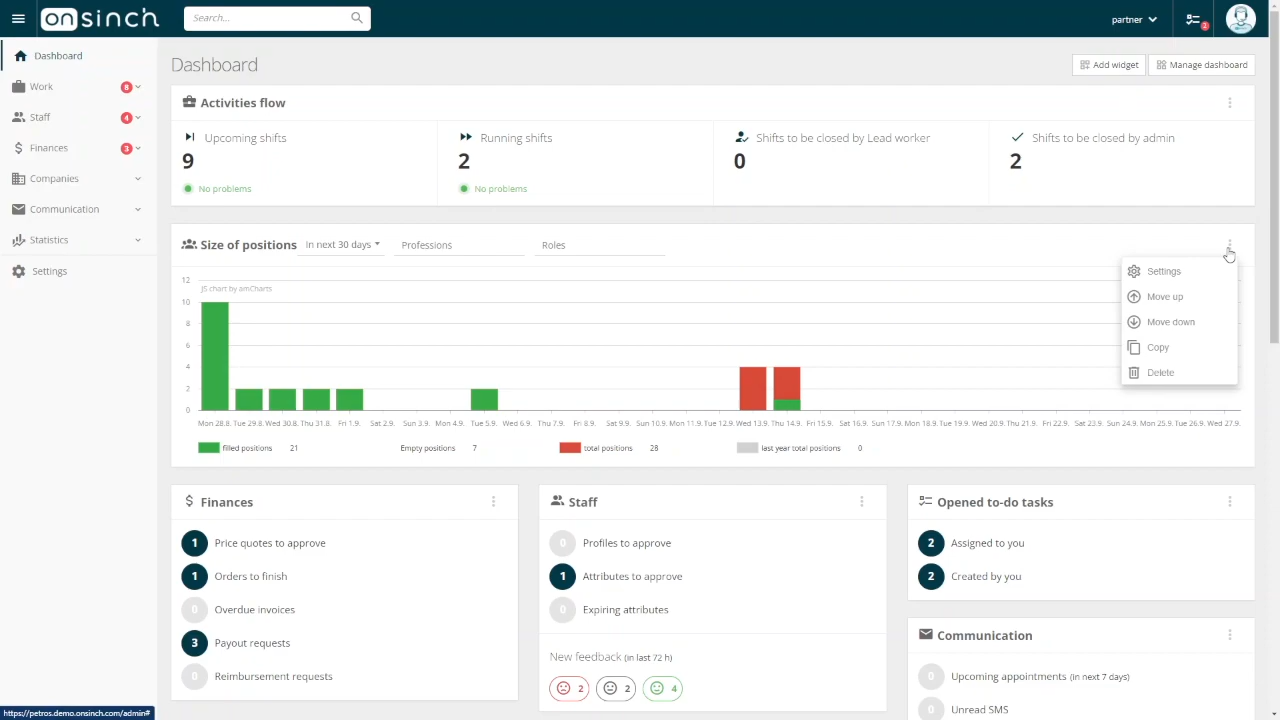 onsinch
Search...
partner
2
Dashboard
Work
8
Staff
4
Finances
3
Companies
Communication
Statistics
Settings
Dashboard
Add widget
Manage dashboard
Activities flow
Upcoming shifts
9
No problems
Running shifts
2
No problems
Shifts to be closed by Lead worker
0
Shifts to be closed by admin
2
Size of positions
In next 30 days
Professions
Roles
Settings
Move up
Move down
Copy
Delete
12
10
8
6
4
2
0
JS chart by amCharts
Mon 28.8. Tue 29.8. Wed 30.8. Thu 31.8. Fri 1.9. Sat 2.9. Sun 3.9. Mon 4.9. Tue 5.9. Wed 6.9. Thu 7.9. Fri 8.9. Sat 9.9. Sun 10.9. Mon 11.9. Tue 12.9. Wed 13.9. Thu 14.9. Fri 15.9. Sat 16.9. Sun 17.9. Mon 18.9. Tue 19.9. Wed 20.9. Thu 21.9. Fri 22.9. Sat 23.9. Sun 24.9. Mon 25.9. Tue 26.9. Wed 27.9.
filled positions 21 Empty positions 7 total positions 28 last year total positions 0
Finances
1 Price quotes to approve
1 Orders to finish
0 Overdue invoices
3 Payout requests
0 Reimbursement requests
Staff
0 Profiles to approve
1 Attributes to approve
0 Expiring attributes
New feedback (in last 72 h)
2 2 4
Opened to-do tasks
2 Assigned to you
2 Created by you
Communication
0 Upcoming appointments (in next 7 days)
0 Unread SMS
https://petros.demo.onsinch.com/admin#